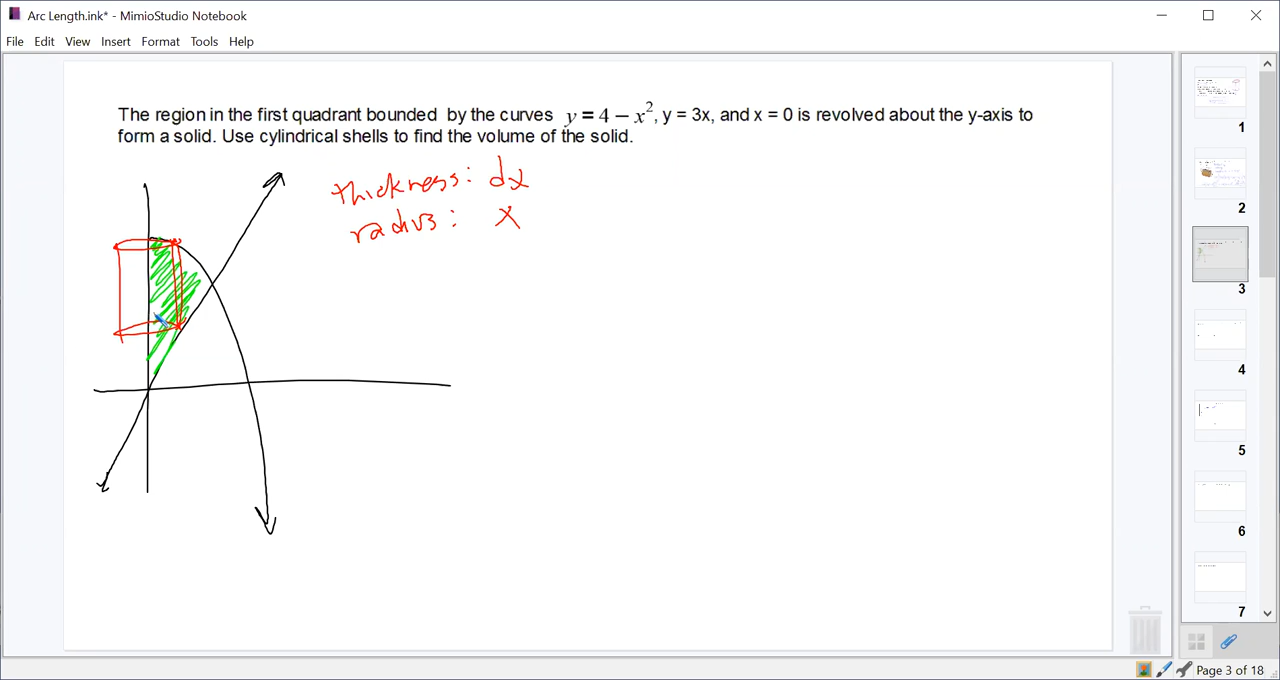 Arc Length.ink* - MimioStudio Notebook
File Edit View Insert Format Tools Help
The region in the first quadrant bounded by the curves y = 4 − x², y = 3x, and x = 0 is revolved about the y-axis to
form a solid. Use cylindrical shells to find the volume of the solid.
thickness: dx
radius: x
1
2
3
4
5
6
7
Page 3 of 18